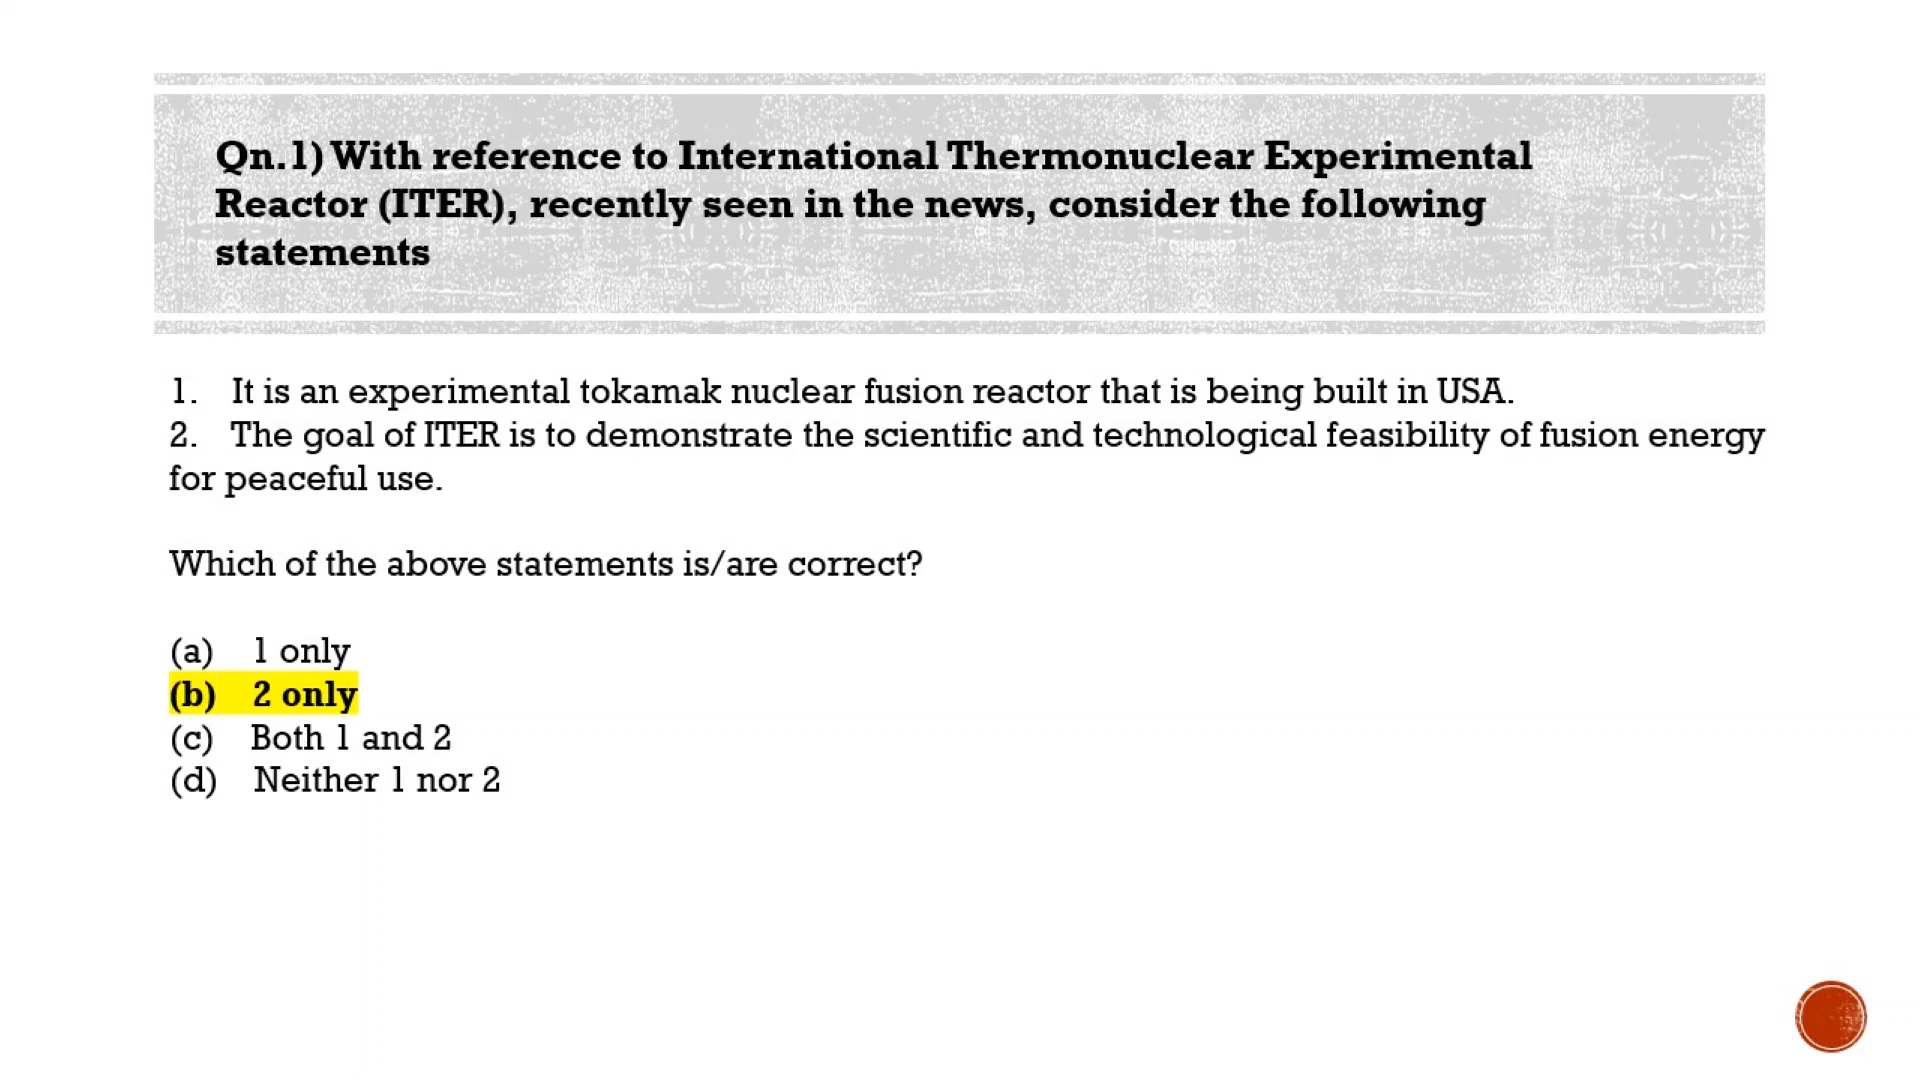 Qn.1) With reference to International Thermonuclear Experimental
Reactor (ITER), recently seen in the news, consider the following
statements
1. It is an experimental tokamak nuclear fusion reactor that is being built in USA.
2. The goal of ITER is to demonstrate the scientific and technological feasibility of fusion energy
for peaceful use.
Which of the above statements is/are correct?
(a) 1 only
(b) 2 only
(c) Both 1 and 2
(d) Neither 1 nor 2